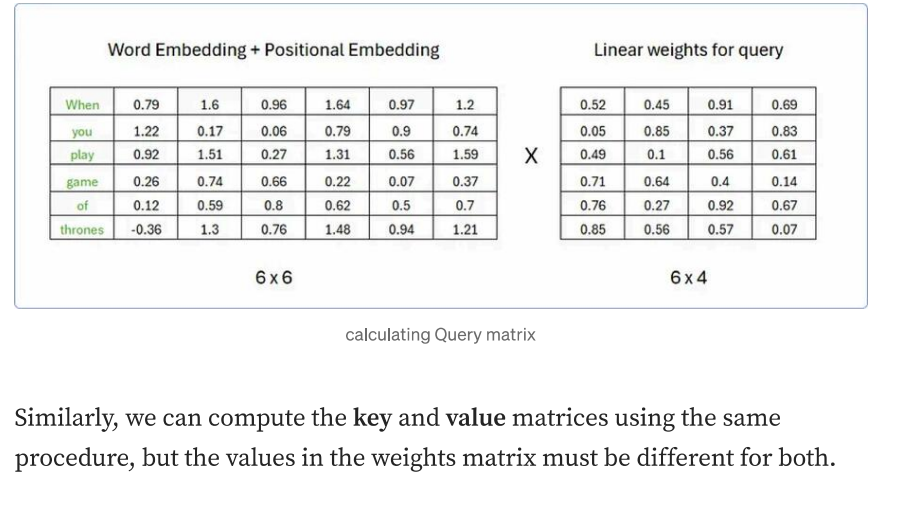 Word Embedding + Positional Embedding Linear weights for query
When 0.79 1.6 0.96 1.64 0.97 1.2 0.52 0.45 0.91 0.69
you 1.22 0.17 0.06 0.79 0.9 0.74 0.05 0.85 0.37 0.83
play 0.92 1.51 0.27 1.31 0.56 1.59 X 0.49 0.1 0.56 0.61
game 0.26 0.74 0.66 0.22 0.07 0.37 0.71 0.64 0.4 0.14
of 0.12 0.59 0.8 0.62 0.5 0.7 0.76 0.27 0.92 0.67
thrones -0.36 1.3 0.76 1.48 0.94 1.21 0.85 0.56 0.57 0.07
6 x 6 6 x 4
calculating Query matrix
Similarly, we can compute the key and value matrices using the same
procedure, but the values in the weights matrix must be different for both.